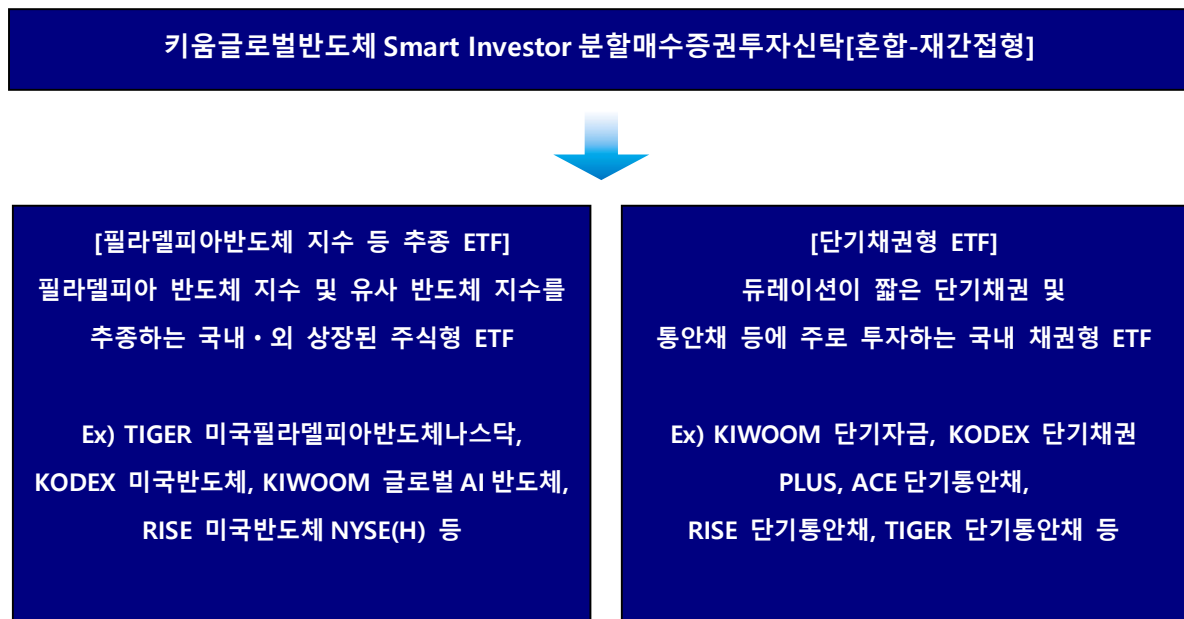 키움글로벌반도체 Smart Investor 분할매수증권투자신탁[혼합-재간접형]
[필라델피아반도체 지수 등 추종 ETF]
필라델피아 반도체 지수 및 유사 반도체 지수를
추종하는 국내・외 상장된 주식형 ETF
Ex) TIGER 미국필라델피아반도체나스닥,
KODEX 미국반도체, KIWOOM 글로벌 AI 반도체,
RISE 미국반도체 NYSE(H) 등
[단기채권형 ETF]
듀레이션이 짧은 단기채권 및
통안채 등에 주로 투자하는 국내 채권형 ETF
Ex) KIWOOM 단기자금, KODEX 단기채권
PLUS, ACE 단기통안채,
RISE 단기통안채, TIGER 단기통안채 등